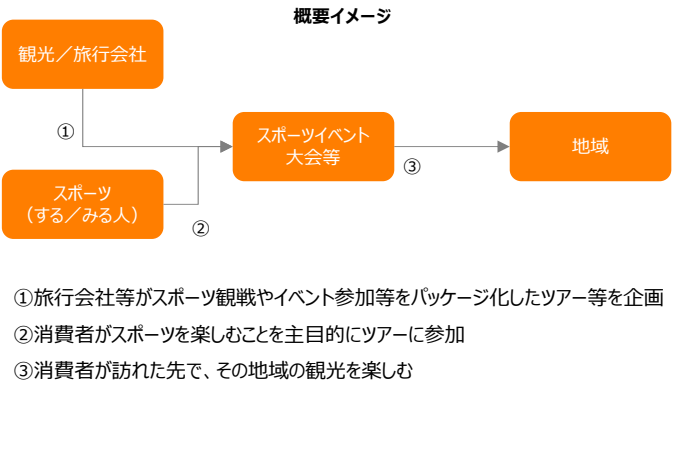 概要イメージ
観光／旅行会社
①
スポーツイベント
大会等
③
地域
スポーツ
（する／みる人）
②
①旅行会社等がスポーツ観戦やイベント参加等をパッケージ化したツアー等を企画
②消費者がスポーツを楽しむことを主目的にツアーに参加
③消費者が訪れた先で、その地域の観光を楽しむ